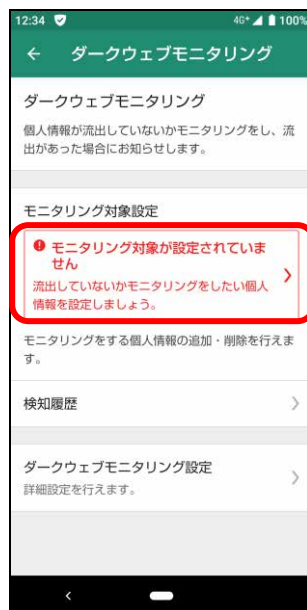 12:34 4G+ 100%
← ダークウェブモニタリング
ダークウェブモニタリング
個人情報が流出していないかモニタリングをし、流
出があった場合にお知らせします。
モニタリング対象設定
モニタリング対象が設定されていま
せん
流出していないかモニタリングをしたい個人
情報を設定しましょう。
モニタリングをする個人情報の追加・削除を行えま
す。
検知履歴
ダークウェブモニタリング設定
詳細設定を行えます。